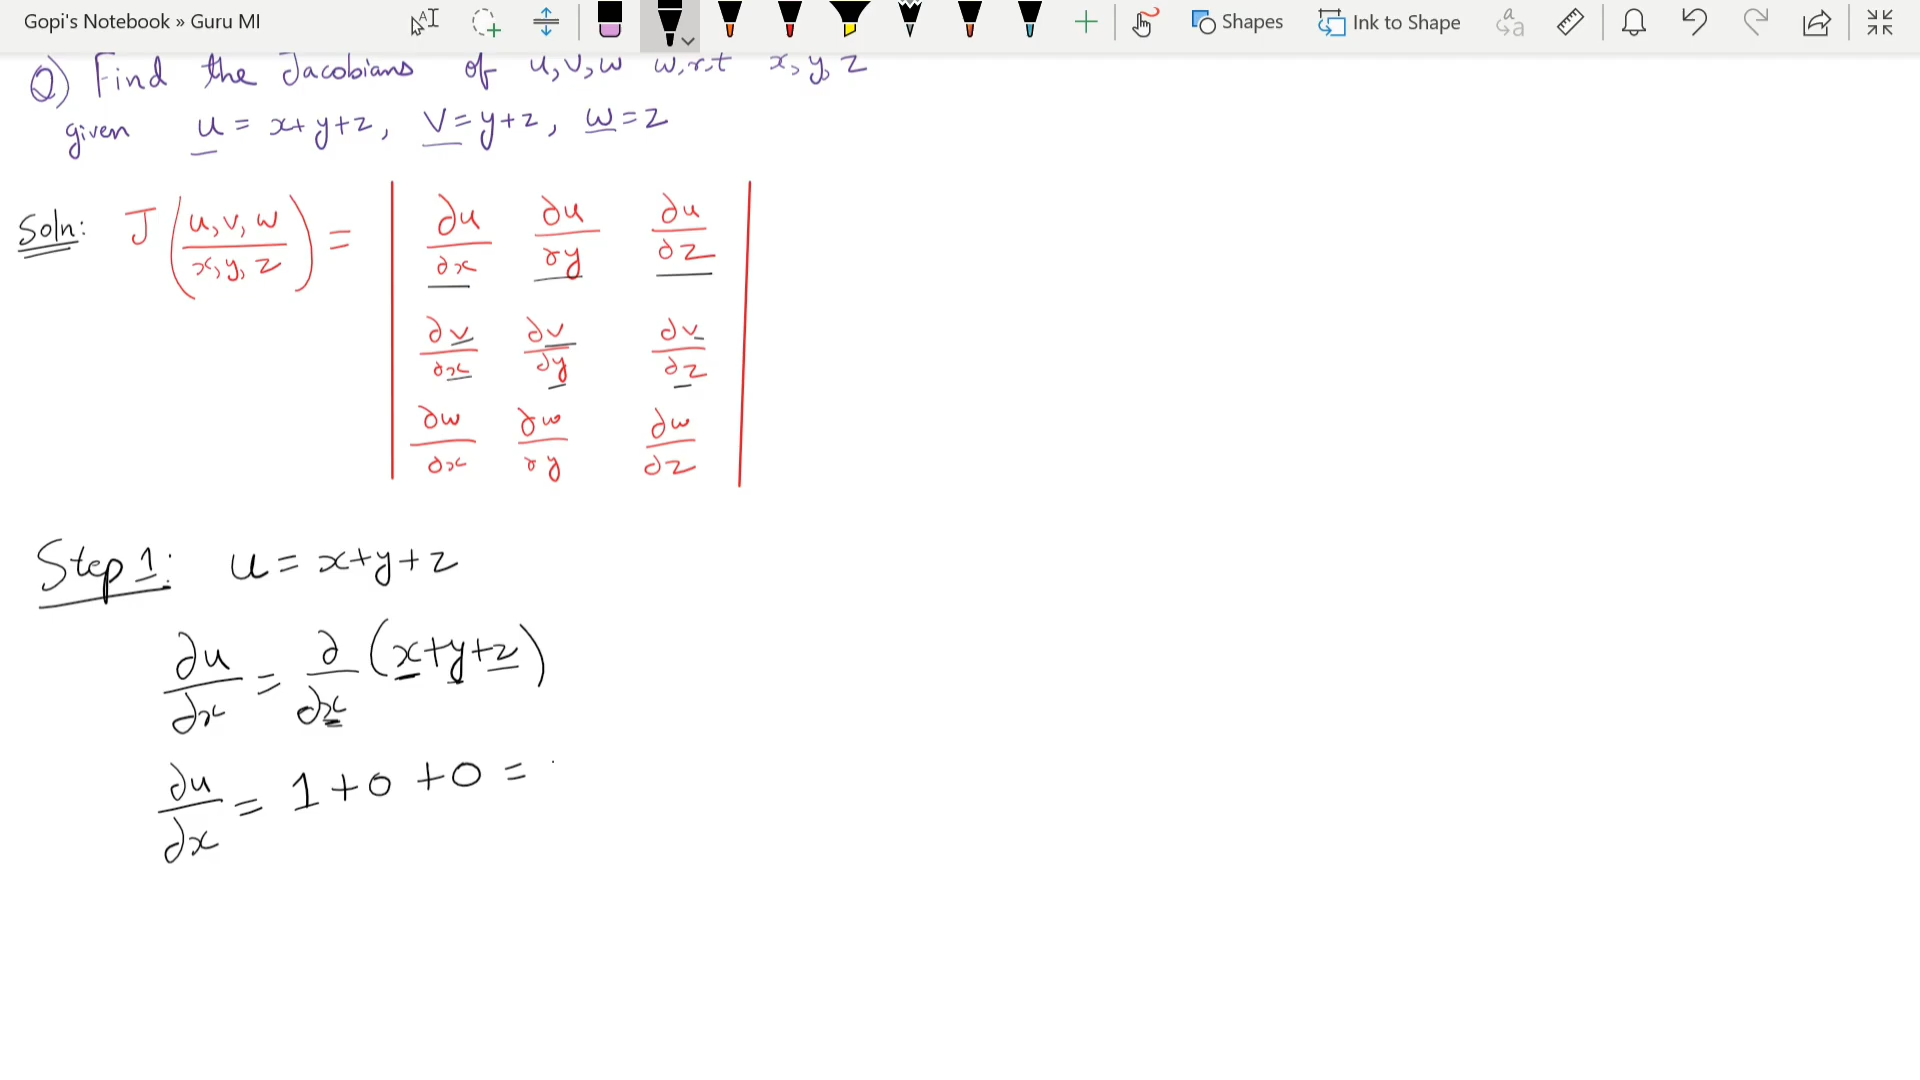 Gopi's Notebook » Guru MI
Shapes
Ink to Shape
Q) Find the Jacobians of u,v,w w.r.t x,y,z
given u = x+y+z, v=y+z, w=z
Soln: J(u,v,w/x,y,z) = | ∂u/∂x ∂u/∂y ∂u/∂z |
∂v/∂x ∂v/∂y ∂v/∂z
∂w/∂x ∂w/∂y ∂w/∂z
Step 1: u = x+y+z
∂u/∂x = ∂/∂x (x+y+z)
∂u/∂x = 1+0+0 =